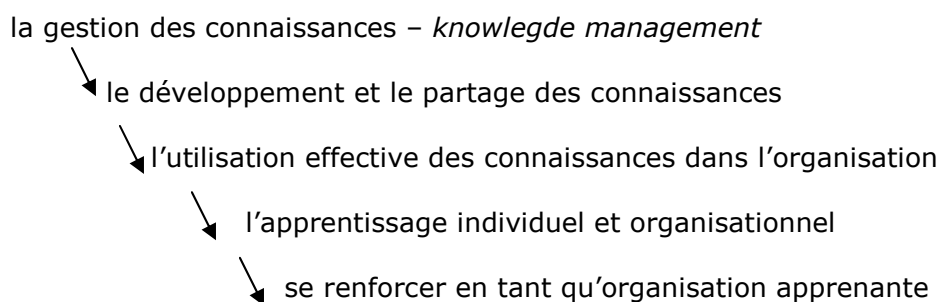 la gestion des connaissances – knowlegde management
le développement et le partage des connaissances
l’utilisation effective des connaissances dans l’organisation
l’apprentissage individuel et organisationnel
se renforcer en tant qu’organisation apprenante